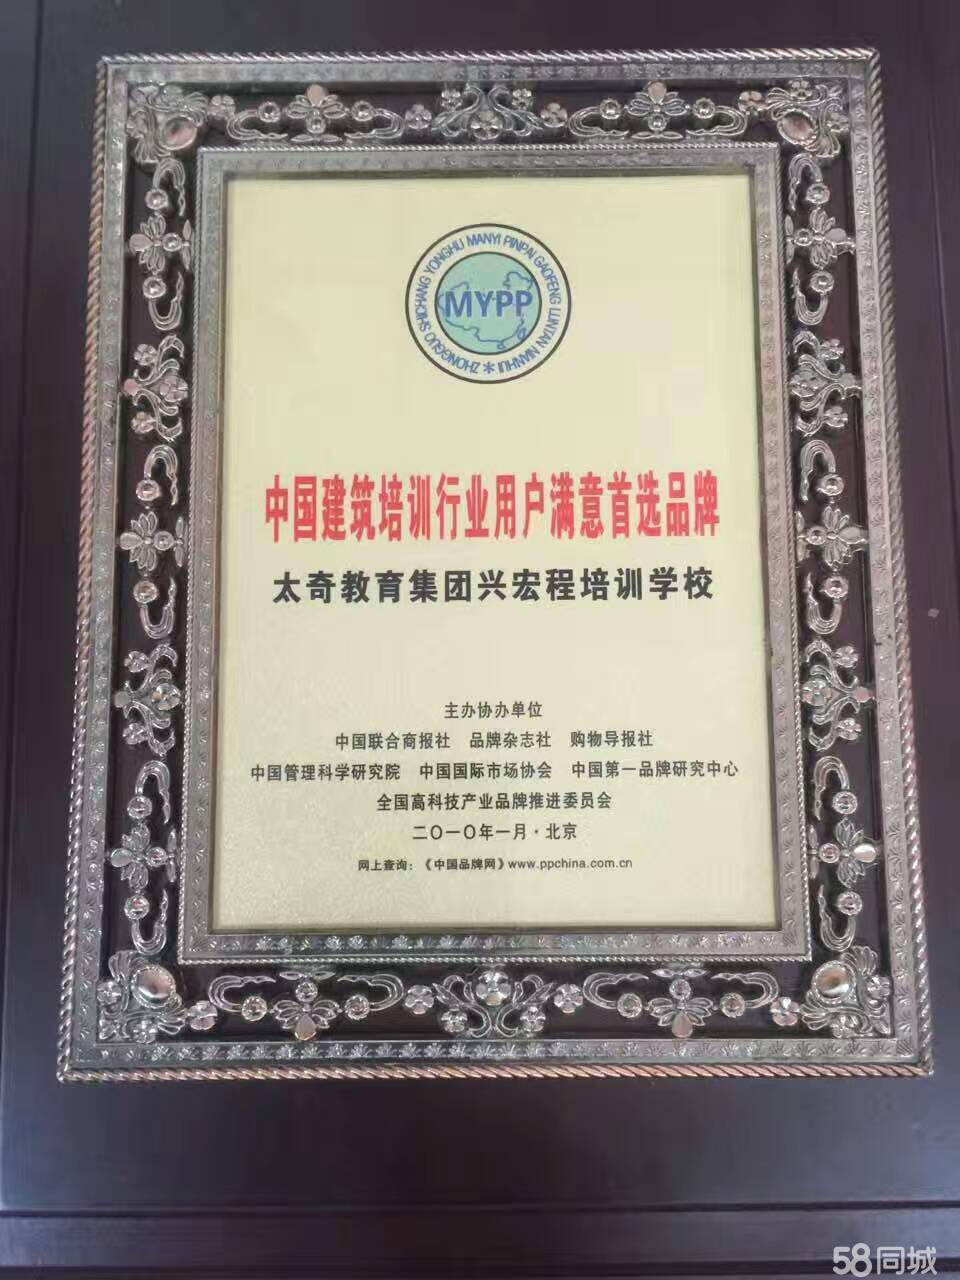 ZHONGGUO SHICHANG YONGHU MANYI PINPAI GAOFENG LUNTAN NIANHUI *
MYPP
中国建筑培训行业用户满意首选品牌
太奇教育集团兴宏程培训学校
主办协办单位
中国联合商报社 品牌杂志社 购物导报社
中国管理科学研究院 中国国际市场协会 中国第一品牌研究中心
全国高科技产业品牌推进委员会
二〇一〇年一月·北京
网上查询：《中国品牌网》www.ppchina.com.cn
58同城